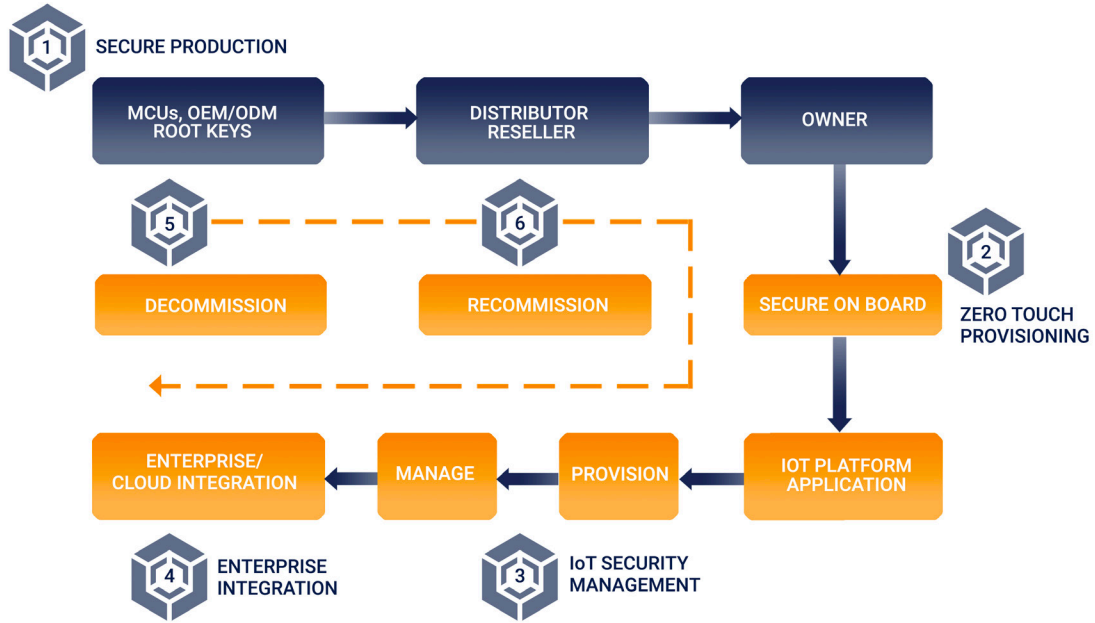 1
SECURE PRODUCTION
MCUs, OEM/ODM
ROOT KEYS
DISTRIBUTOR
RESELLER
OWNER
5
6
2
DECOMMISSION
RECOMMISSION
SECURE ON BOARD
ZERO TOUCH
PROVISIONING
ENTERPRISE/
CLOUD INTEGRATION
MANAGE
PROVISION
IOT PLATFORM
APPLICATION
4
ENTERPRISE
INTEGRATION
3
IoT SECURITY
MANAGEMENT